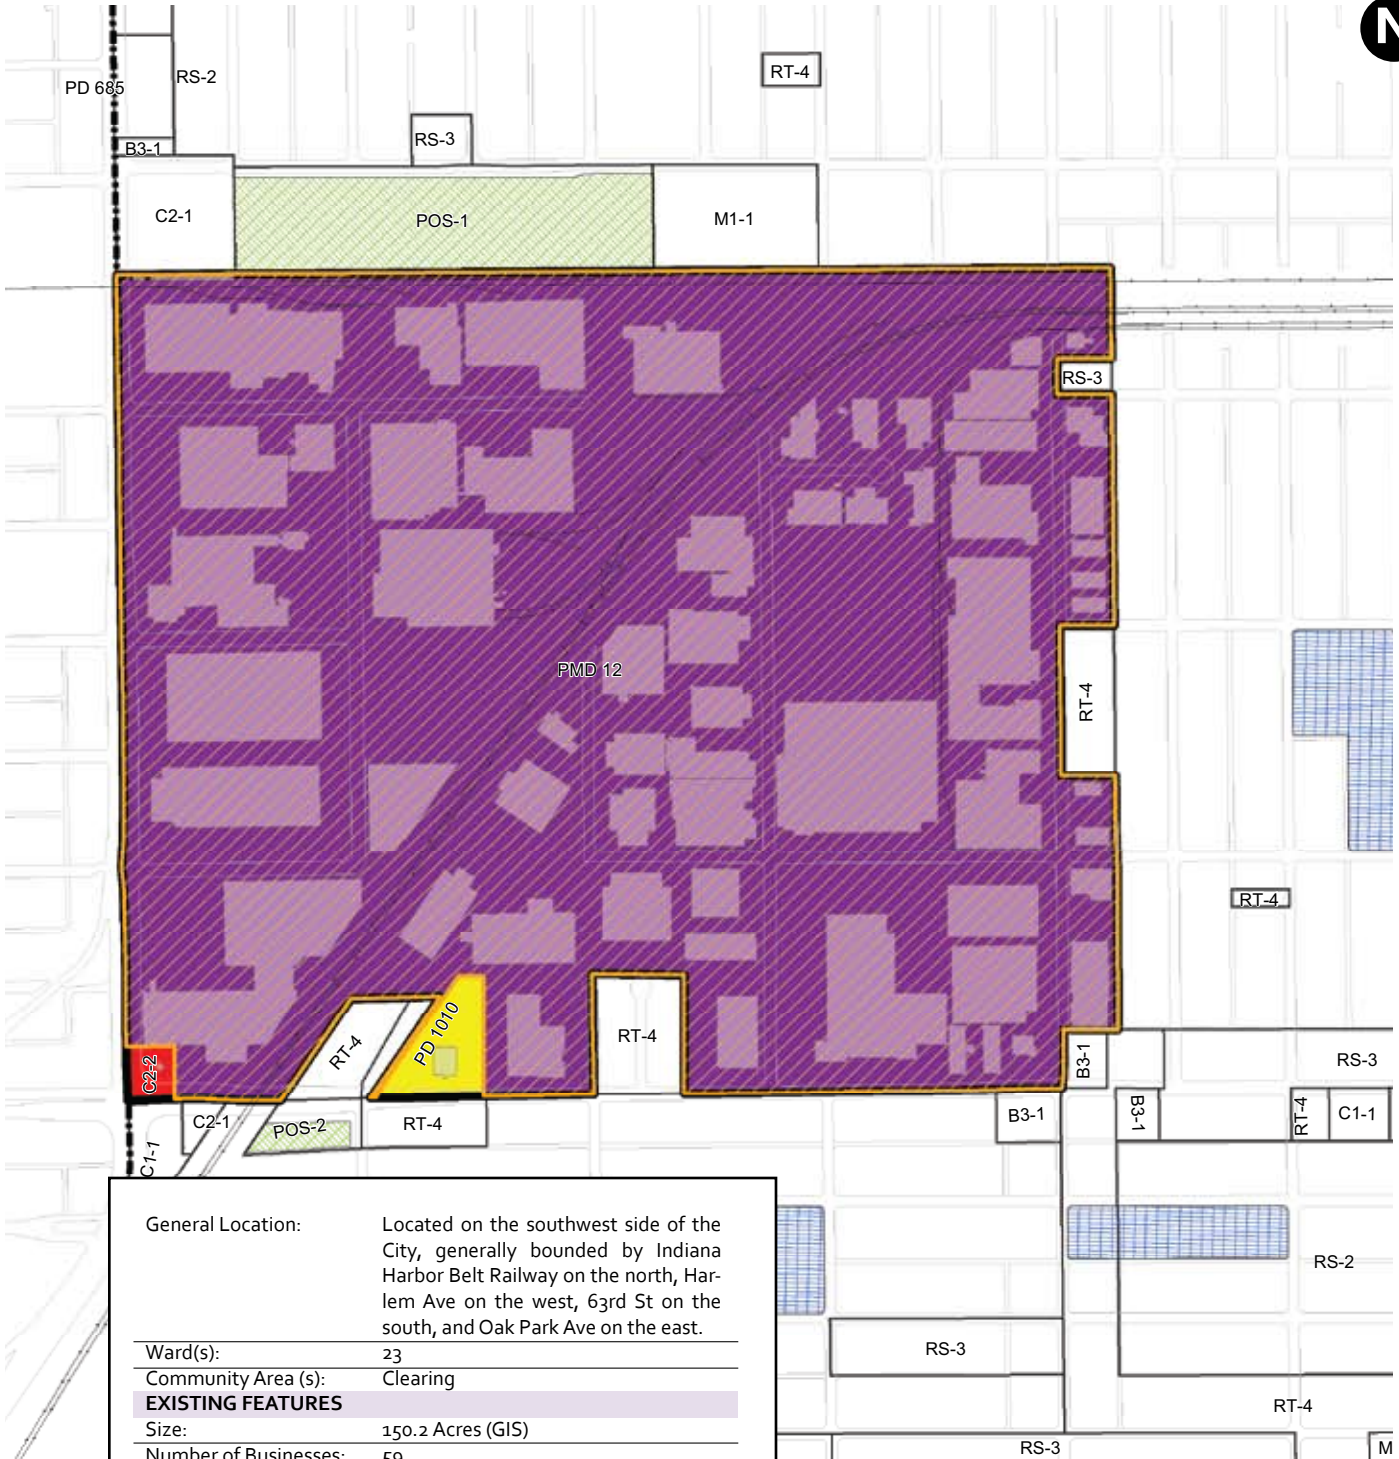 N
RT-4
RS-2
PD 685
RS-3
B3-1
C2-1
POS-1
M1-1
RS-3
PMD 12
RT-4
RT-4
PD 1010
RT-4
RT-4
C2-2
B3-1
RS-3
C2-1
POS-2
RT-4
B3-1
B3-1
RT-4
C1-1
C1-1
General Location: Located on the southwest side of the
City, generally bounded by Indiana
Harbor Belt Railway on the north, Har-
lem Ave on the west, 63rd St on the
south, and Oak Park Ave on the east.
Ward(s): 23
Community Area (s): Clearing
EXISTING FEATURES
Size: 150.2 Acres (GIS)
Number of Businesses: 59
RS-2
RS-3
RT-4
RS-3
M